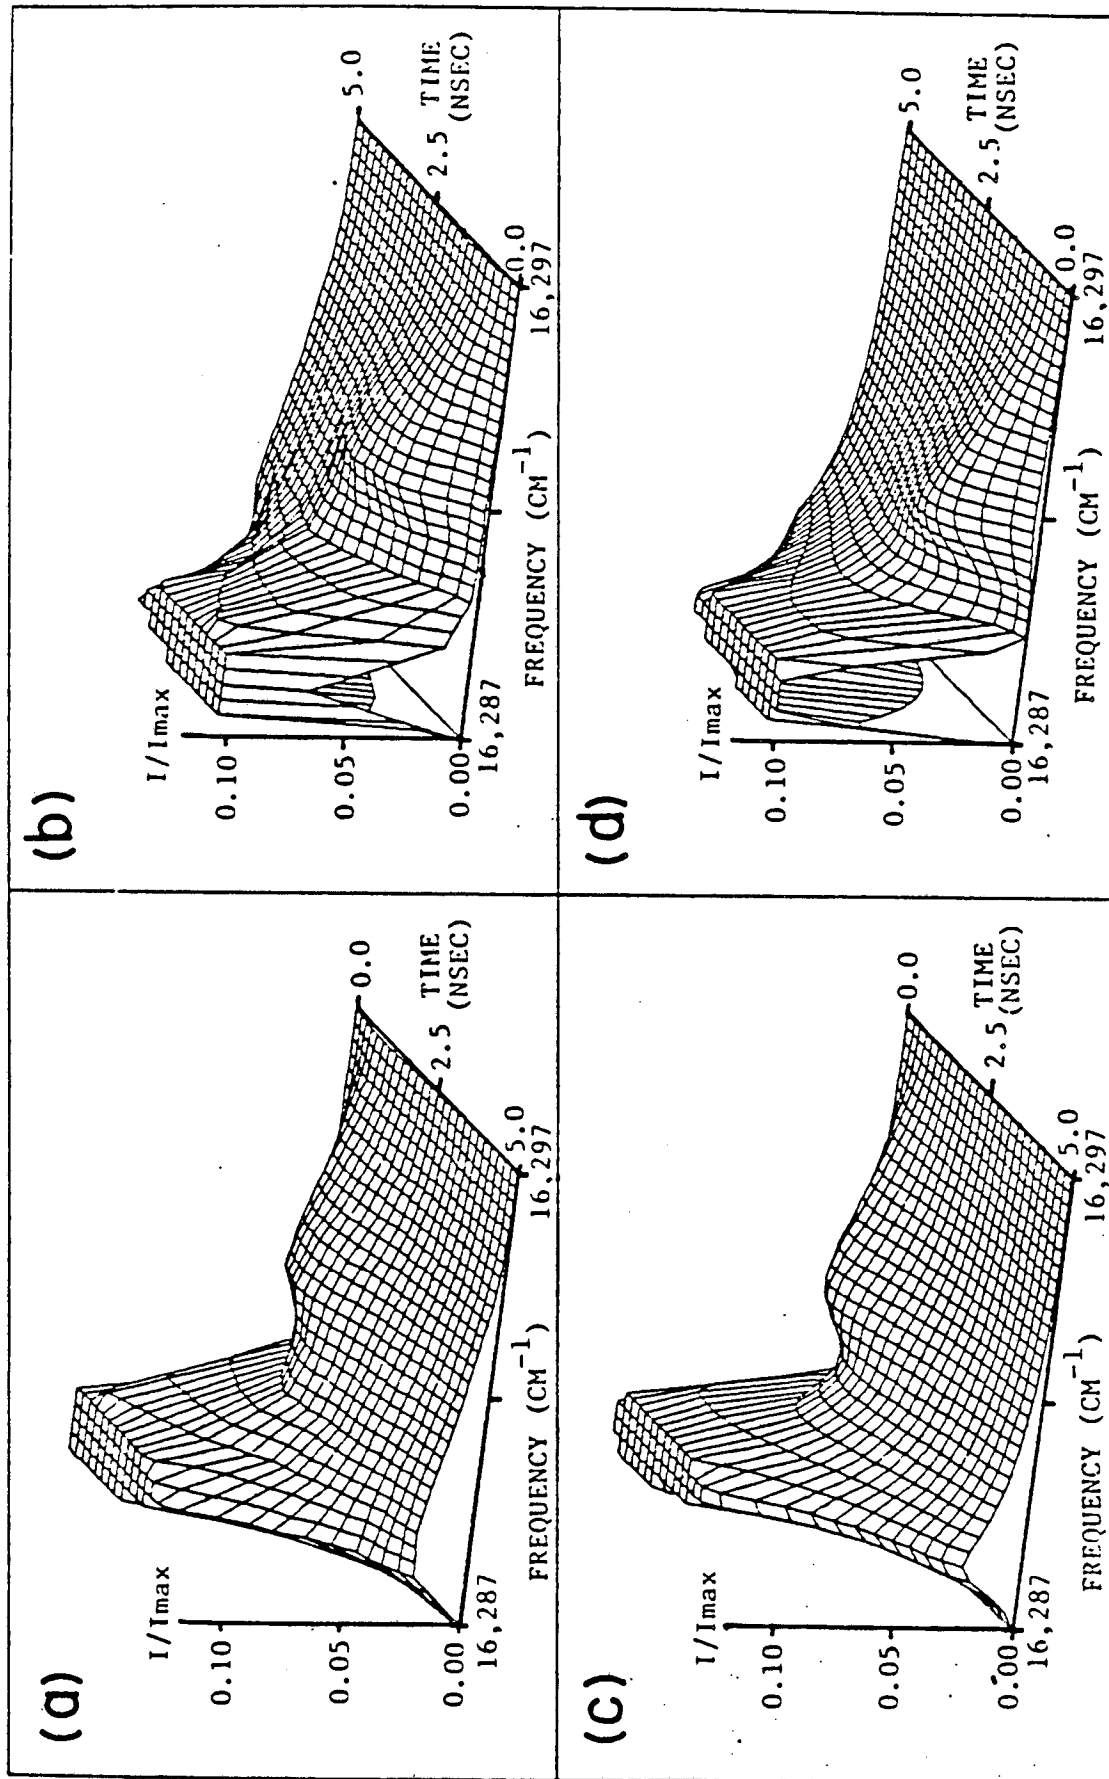 (a)
I/Imax
0.10
0.05
0.00
16,287
FREQUENCY (CM⁻¹)
16,297
5.0
2.5
0.0
TIME
(NSEC)
(b)
I/Imax
0.10
0.05
0.00
16,287
FREQUENCY (CM⁻¹)
16,297
0.0
2.5
5.0
TIME
(NSEC)
(c)
I/Imax
0.10
0.05
0.00
16,287
FREQUENCY (CM⁻¹)
16,297
5.0
2.5
0.0
TIME
(NSEC)
(d)
I/Imax
0.10
0.05
0.00
16,287
FREQUENCY (CM⁻¹)
16,297
0.0
2.5
5.0
TIME
(NSEC)